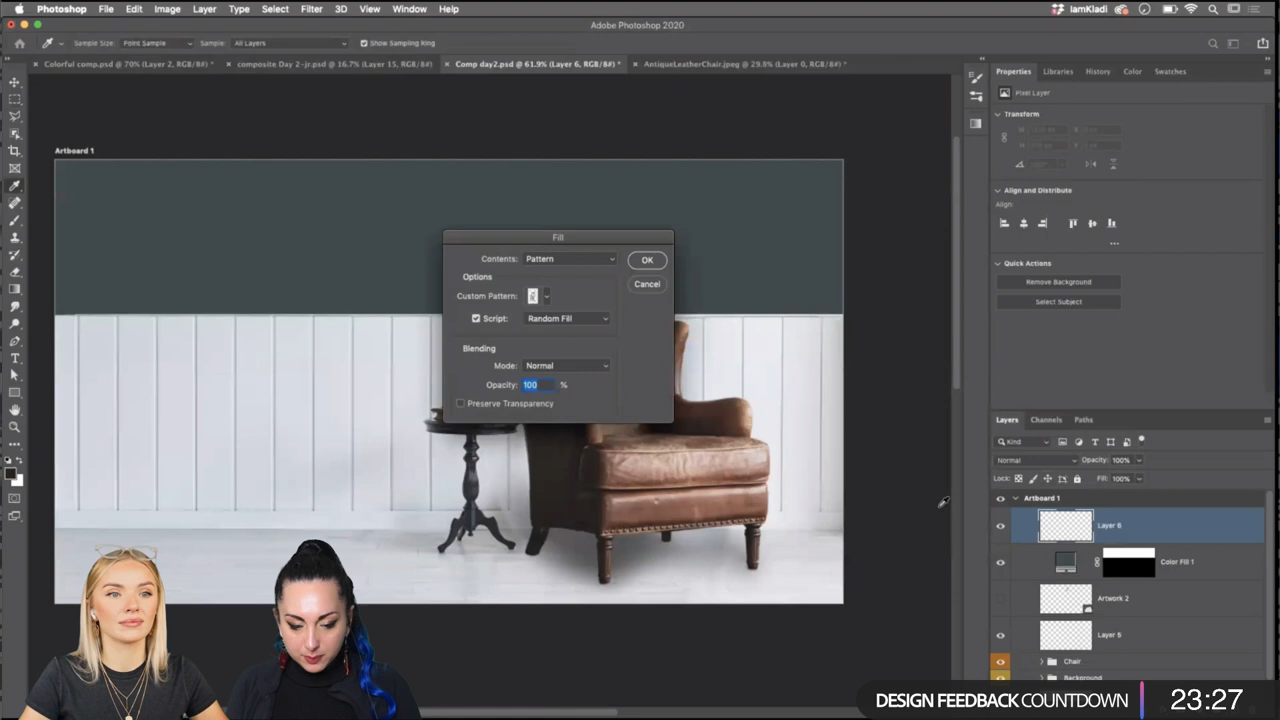 Photoshop File Edit Image Layer Type Select Filter 3D View Window Help IamKladi
Adobe Photoshop 2020
Sample Size: Point Sample Sample: All Layers Show Sampling Ring
Colorful comp.psd @ 70% (Layer 2, RGB/8#) * composite Day 2-jr.psd @ 16.7% (Layer 15, RGB/8#) Comp day2.psd @ 61.9% (Layer 6, RGB/8#) * AntiqueLeatherChair.jpeg @ 29.8% (Layer 0, RGB/8#) *
Properties Libraries History Color Swatches
Pixel Layer
Transform
Artboard 1
Align and Distribute
Align:
Fill
Contents: Pattern OK
Options
Cancel
Custom Pattern:
Script: Random Fill
Blending
Mode: Normal
Opacity: 100 %
Preserve Transparency
Quick Actions
Remove Background
Select Subject
Layers Channels Paths
Kind
Normal Opacity: 100%
Lock: Fill: 100%
Artboard 1
Layer 6
Color Fill 1
Artwork 2
Layer 6
Chair
Background
DESIGN FEEDBACK COUNTDOWN 23:27